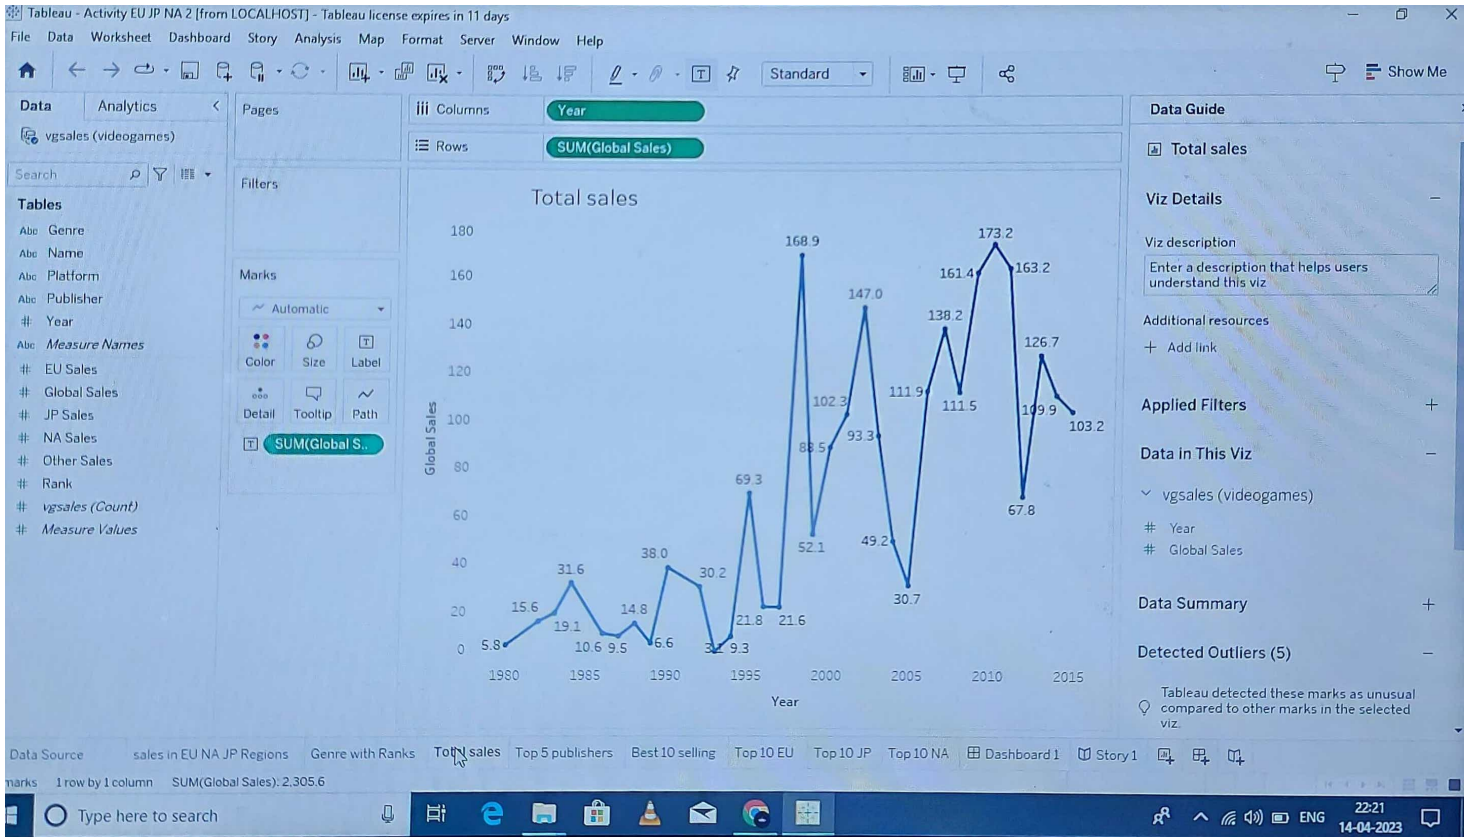 Tableau - Activity EU JP NA 2 [from LOCALHOST] - Tableau license expires in 11 days
File Data Worksheet Dashboard Story Analysis Map Format Server Window Help
Standard
Show Me
Data Analytics
vgsales (videogames)
Search
Tables
Abc Genre
Abc Name
Abc Platform
Abc Publisher
# Year
Abc Measure Names
# EU Sales
# Global Sales
# JP Sales
# NA Sales
# Other Sales
# Rank
# vgsales (Count)
# Measure Values
Pages
Filters
Marks
Automatic
Color Size Label
Detail Tooltip Path
SUM(Global S..
Columns Year
Rows SUM(Global Sales)
Total sales
Global Sales
180
160
140
120
100
80
60
40
20
0
5.8
15.6
19.1
31.6
10.6
9.5
14.8
6.6
38.0
30.2
9.3
69.3
21.8
21.6
168.9
52.1
88.5
102.3
147.0
93.3
49.2
30.7
111.9
138.2
111.5
161.4
173.2
163.2
67.8
126.7
109.9
103.2
1980 1985 1990 1995 2000 2005 2010 2015
Year
Data Guide
Total sales
Viz Details
Viz description
Enter a description that helps users
understand this viz
Additional resources
+ Add link
Applied Filters
Data in This Viz
vgsales (videogames)
# Year
# Global Sales
Data Summary
Detected Outliers (5)
Tableau detected these marks as unusual
compared to other marks in the selected
viz.
Data Source sales in EU NA JP Regions Genre with Ranks Total sales Top 5 publishers Best 10 selling Top 10 EU Top 10 JP Top 10 NA Dashboard 1 Story 1
marks 1 row by 1 column SUM(Global Sales): 2,305.6
Type here to search
ENG
22:21
14-04-2023